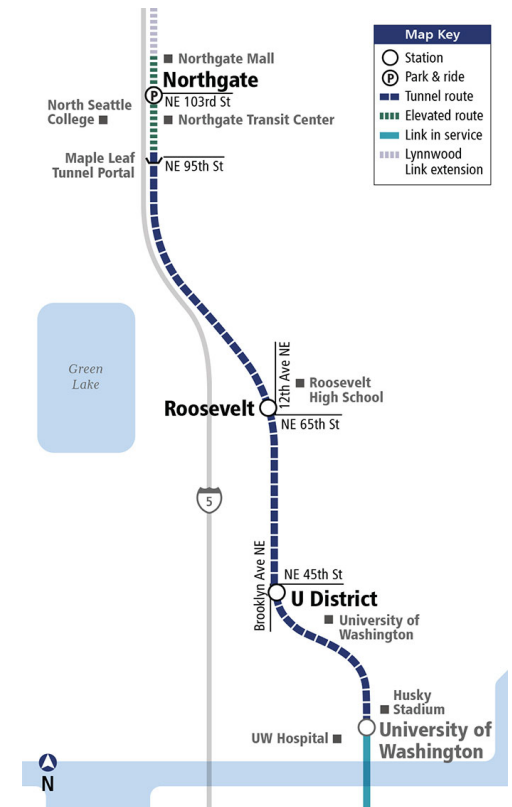 Northgate Mall
Northgate
P
NE 103rd St
North Seattle
College
Northgate Transit Center
Maple Leaf
Tunnel Portal
NE 95th St
Map Key
Station
P
Park & ride
Tunnel route
Elevated route
Link in service
Lynnwood
Link extension
Green
Lake
12th Ave NE
Roosevelt
High School
Roosevelt
NE 65th St
5
Brooklyn Ave NE
NE 45th St
U District
University of
Washington
Husky
Stadium
UW Hospital
University of
Washington
N